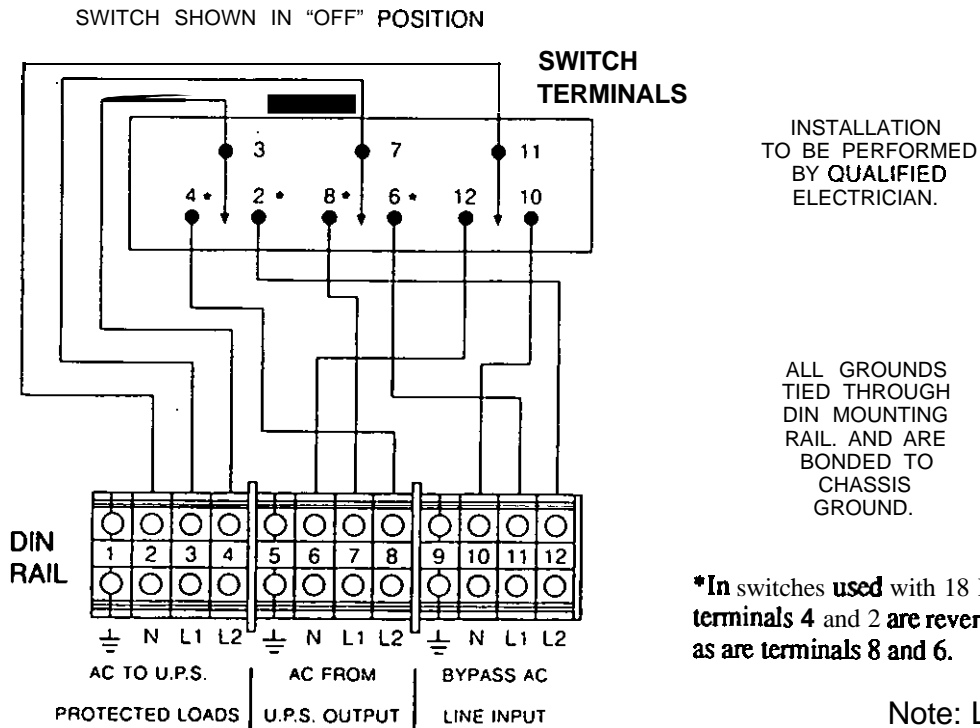 SWITCH SHOWN IN "OFF" POSITION
SWITCH
TERMINALS
3 7 11
4* 2* 8* 6* 12 10
INSTALLATION
TO BE PERFORMED
BY QUALIFIED
ELECTRICIAN.
ALL GROUNDS
TIED THROUGH
DIN MOUNTING
RAIL. AND ARE
BONDED TO
CHASSIS
GROUND.
DIN
RAIL
1 2 3 4 5 6 7 8 9 10 11 12
N L1 L2 N L1 L2 N L1 L2
AC TO U.P.S.
PROTECTED LOADS
AC FROM
U.P.S. OUTPUT
BYPASS AC
LINE INPUT
*In switches used with 18
terminals 4 and 2 are rever
as are terminals 8 and 6.
Note: